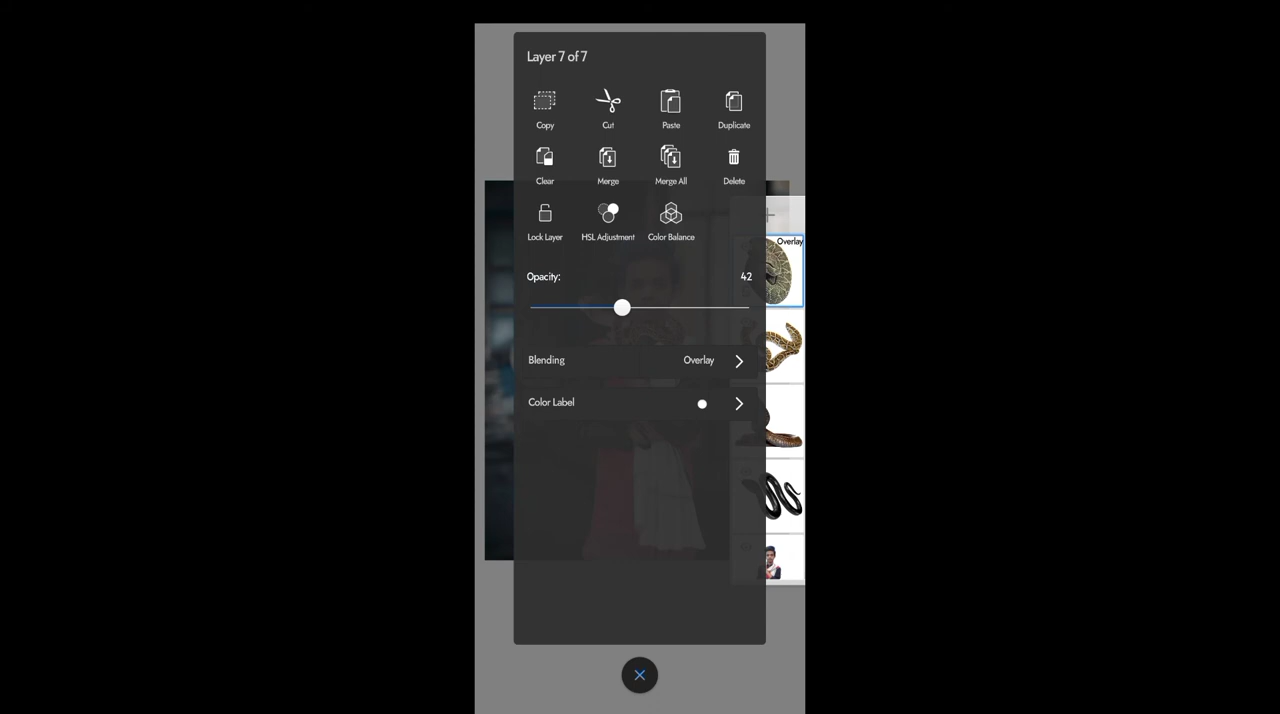 Layer 7 of 7
Copy Cut Paste Duplicate
Clear Merge Merge All Delete
Lock Layer HSL Adjustment Color Balance
Overlay
Opacity: 42
Blending Overlay
Color Label